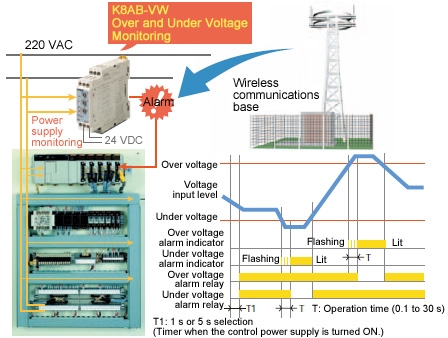 K8AB-VW
Over and Under Voltage
Monitoring
220 VAC
Alarm
Wireless
communications
base
Power
supply
monitoring
24 VDC
Over voltage
Voltage
input level
Under voltage
Over voltage
alarm indicator
Flashing
T
Lit
Under voltage
alarm indicator
Flashing
T
Lit
Over voltage
alarm relay
Under voltage
alarm relay
T1
T
T: Operation time (0.1 to 30 s)
T1: 1 s or 5 s selection
(Timer when the control power supply is turned ON.)